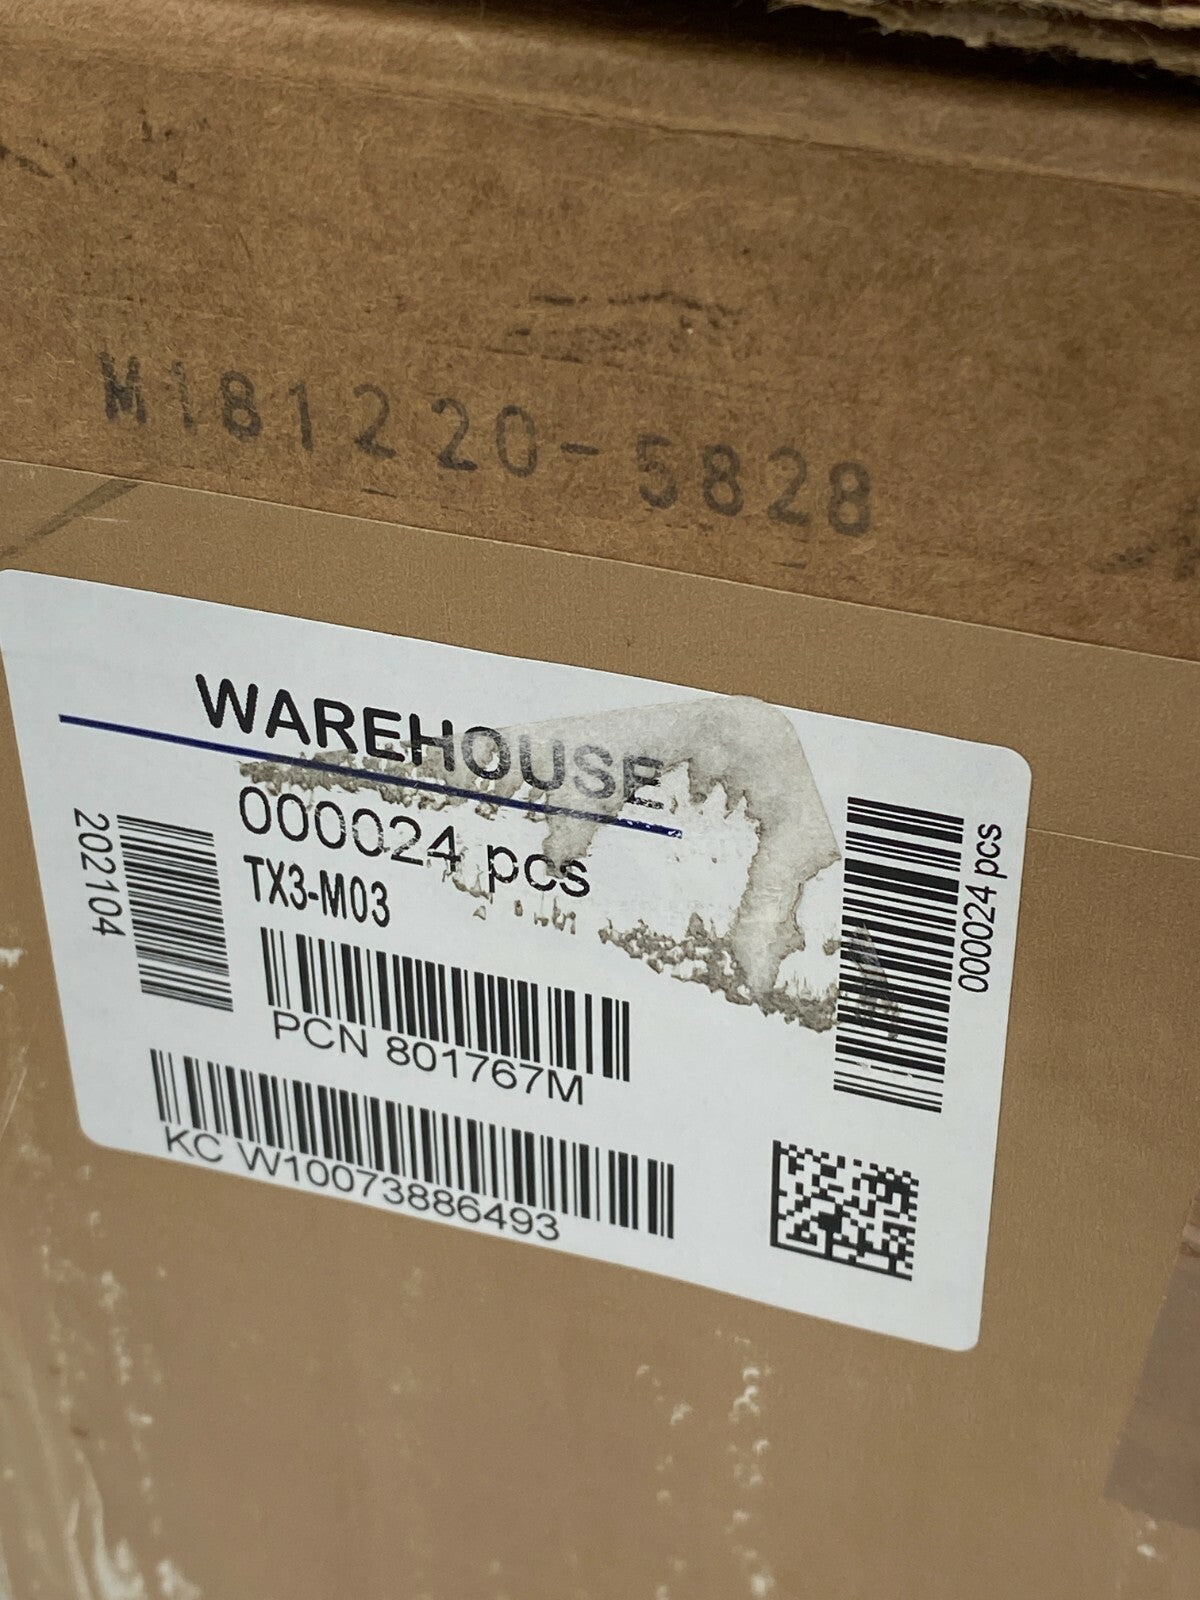 M181220-5828
WAREHOUSE
000024 pcs
TX3-M03
202104
000024 pcs
PCN 801767M
KC W10073886493